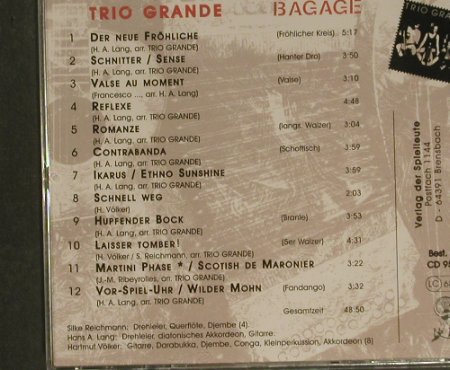 TRIO GRANDE BAGAGE
1 DER NEUE FRÖHLICHE (Fröhlicher Kreis) 5:17
(H. A. Lang, arr. TRIO GRANDE)
2 SCHNITTER / SENSE (Hanter Dro) 3:50
(H. A. Lang, arr. TRIO GRANDE)
3 VALSE AU MOMENT (Valse) 3:10
(Francesco ..., arr. H. A. Lang)
4 REFLEXE 4:48
(H. A. Lang, arr. TRIO GRANDE)
5 ROMANZE (langs. Walzer) 3:04
(H. A. Lang, arr. TRIO GRANDE)
6 CONTRABANDA (Schottisch) 3:59
(H. A. Lang, arr. TRIO GRANDE)
7 IKARUS / ETHNO SUNSHINE 3:59
(H. A. Lang, arr. TRIO GRANDE)
8 SCHNELL WEG 2:03
(H. Völker)
9 HÜPFENDER BOCK (Branle) 3:53
(H. A. Lang, arr. TRIO GRANDE)
10 LAISSER TOMBER! (5er Walzer) 4:31
(H. Völker / S. Reichmann, arr. TRIO GRANDE)
11 MARTINI PHASE * / SCOTISH DE MARONIER 3:22
(J.-M. Ribeyrolles, arr. TRIO GRANDE)
12 VOR-SPIEL-UHR / WILDER MOHN (Fandango) 3:32
(H. A. Lang, arr. TRIO GRANDE)
Gesamtzeit 48:50
Silke Reichmann: Drehleier, Querflöte, Djembe (4).
Hans A. Lang: Drehleier, diatonisches Akkordeon, Gitarre.
Hartmut Völker: Gitarre, Darabukka, Djembe, Conga, Kleinperkussion, Akkordeon (8)
Verlag der Spielleute
Postfach 1144
D - 64391 Brensbach
Best.